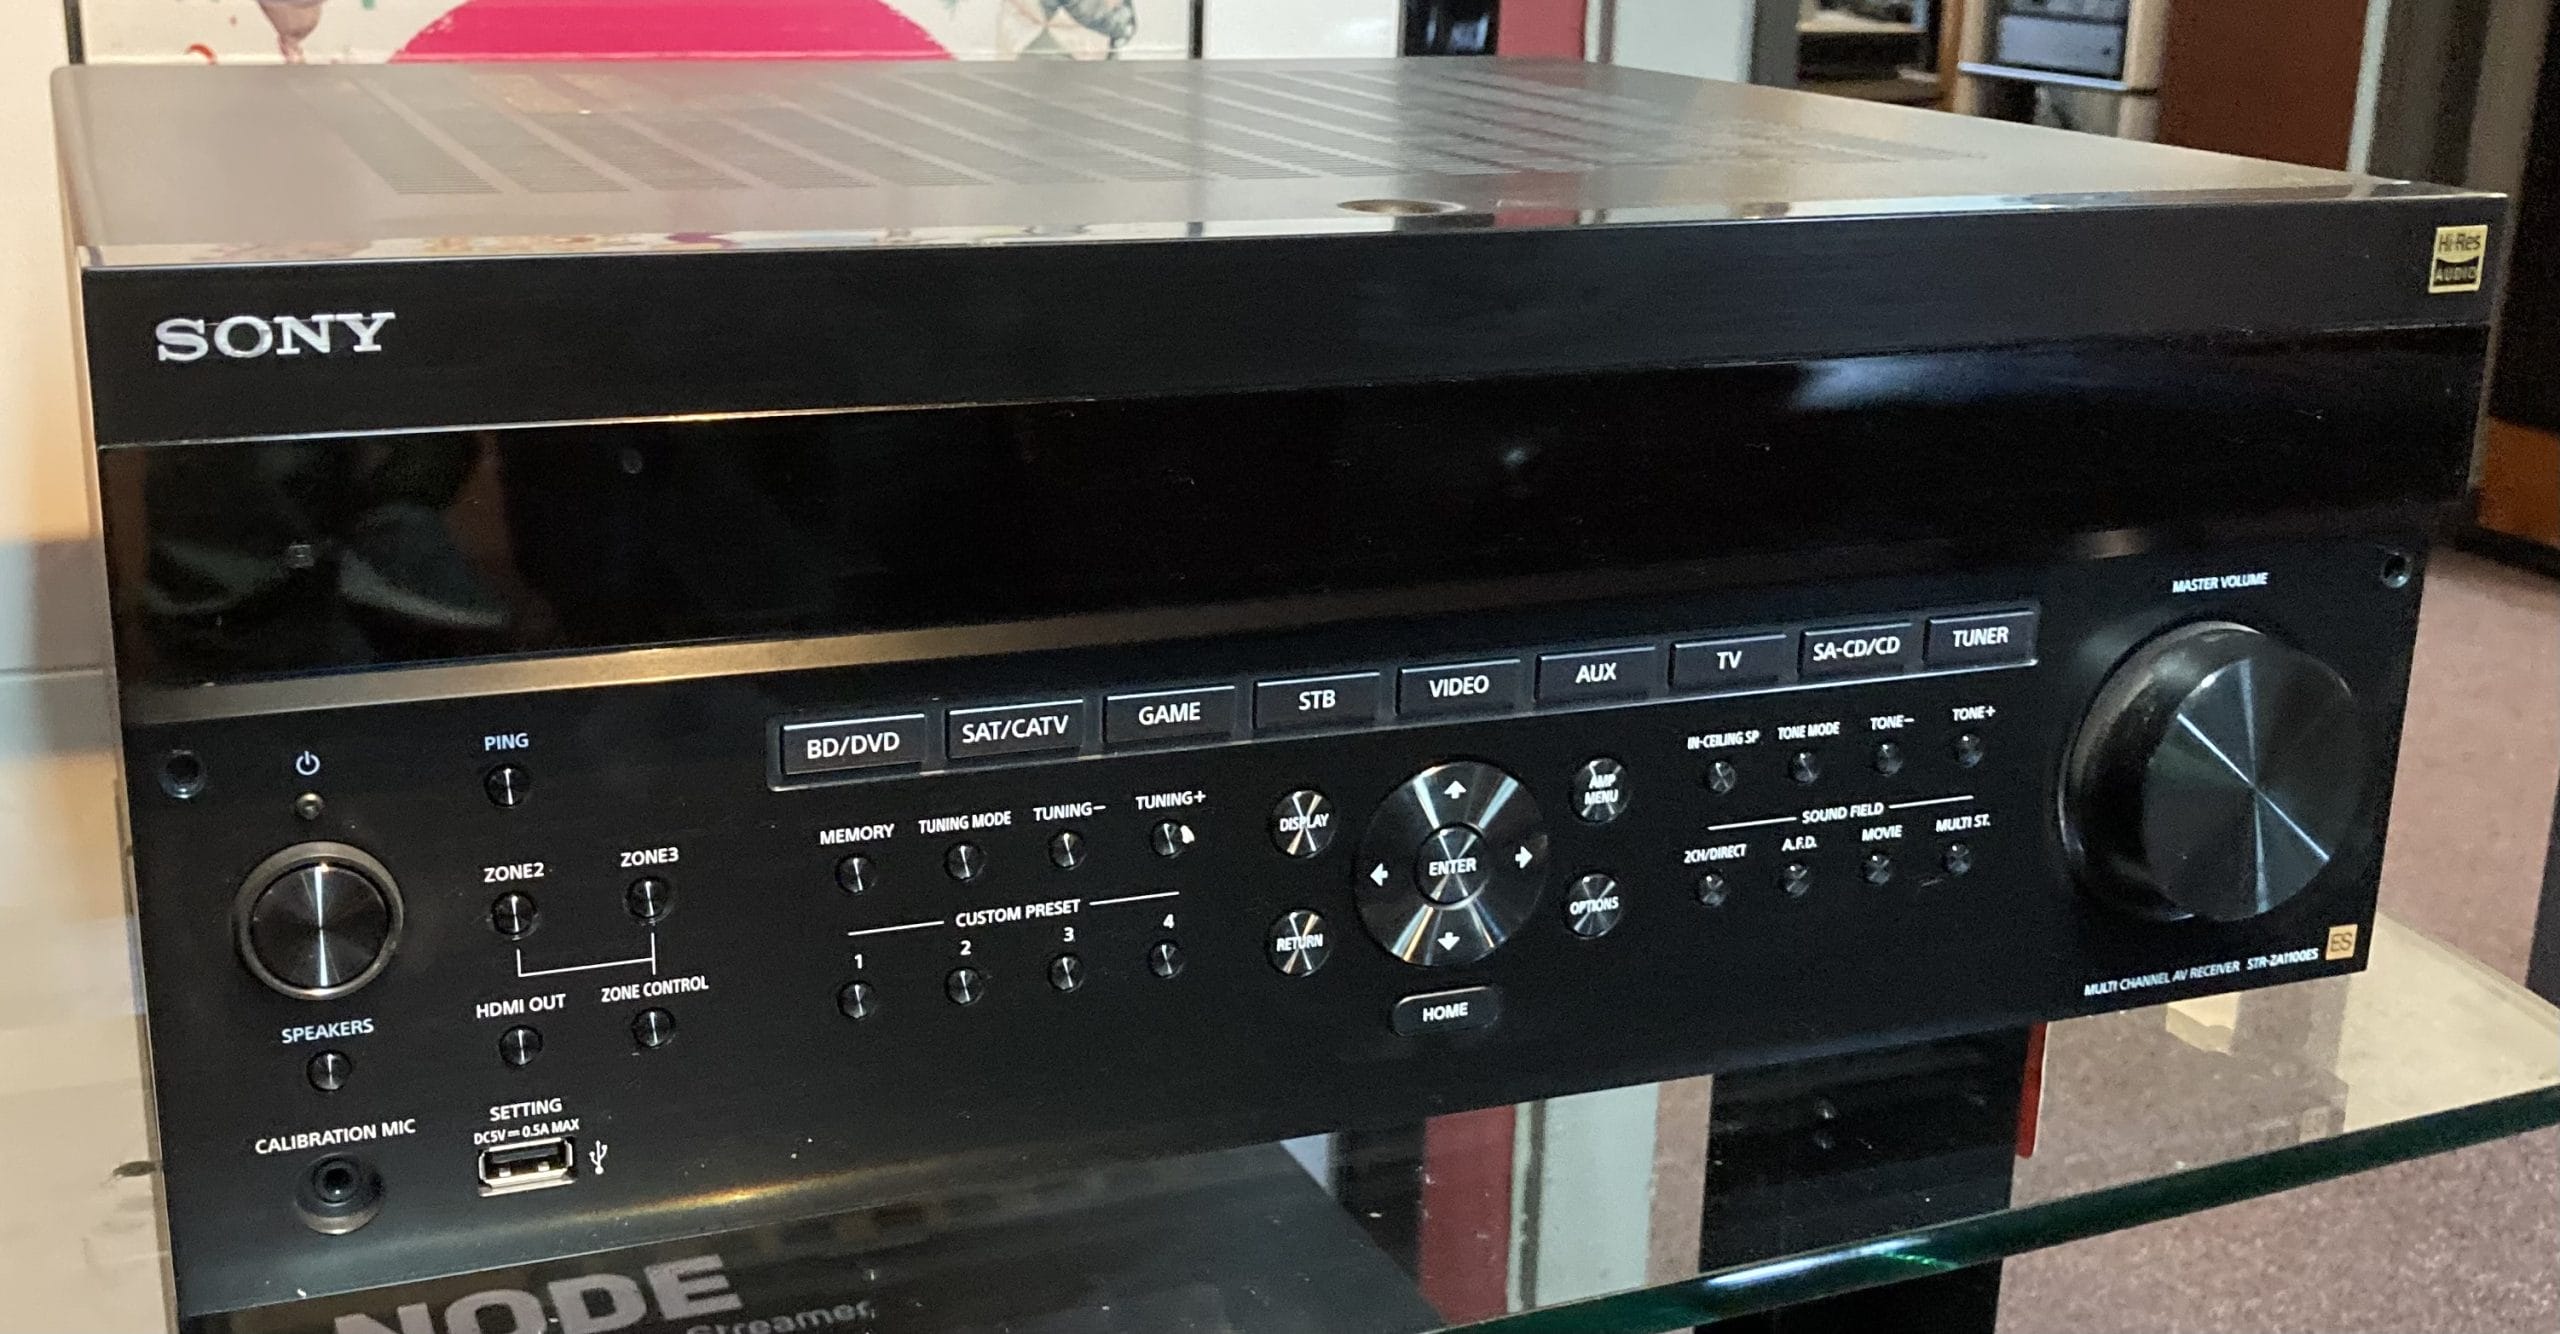 Hi-Res
AUDIO
SONY
MASTER VOLUME
BD/DVD
SAT/CATV
GAME
STB
VIDEO
AUX
TV
SA-CD/CD
TUNER
PING
MEMORY
TUNING MODE
TUNING−
TUNING+
DISPLAY
AMP
MENU
IN-CEILING SP
TONE MODE
TONE−
TONE+
ZONE2
ZONE3
CUSTOM PRESET
1
2
3
4
RETURN
ENTER
OPTIONS
SOUND FIELD
2CH/DIRECT
A.F.D.
MOVIE
MULTI ST.
HDMI OUT
ZONE CONTROL
HOME
SPEAKERS
MULTI CHANNEL AV RECEIVER STR-ZA1100ES
ES
CALIBRATION MIC
SETTING
DC5V⎓0.5A MAX
NODE
Streamer